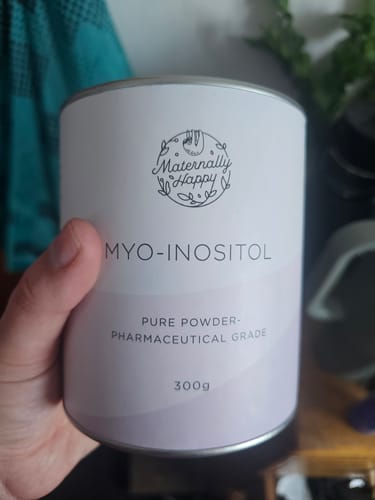 Maternally
Happy
MYO-INOSITOL
PURE POWDER-
PHARMACEUTICAL GRADE
300g